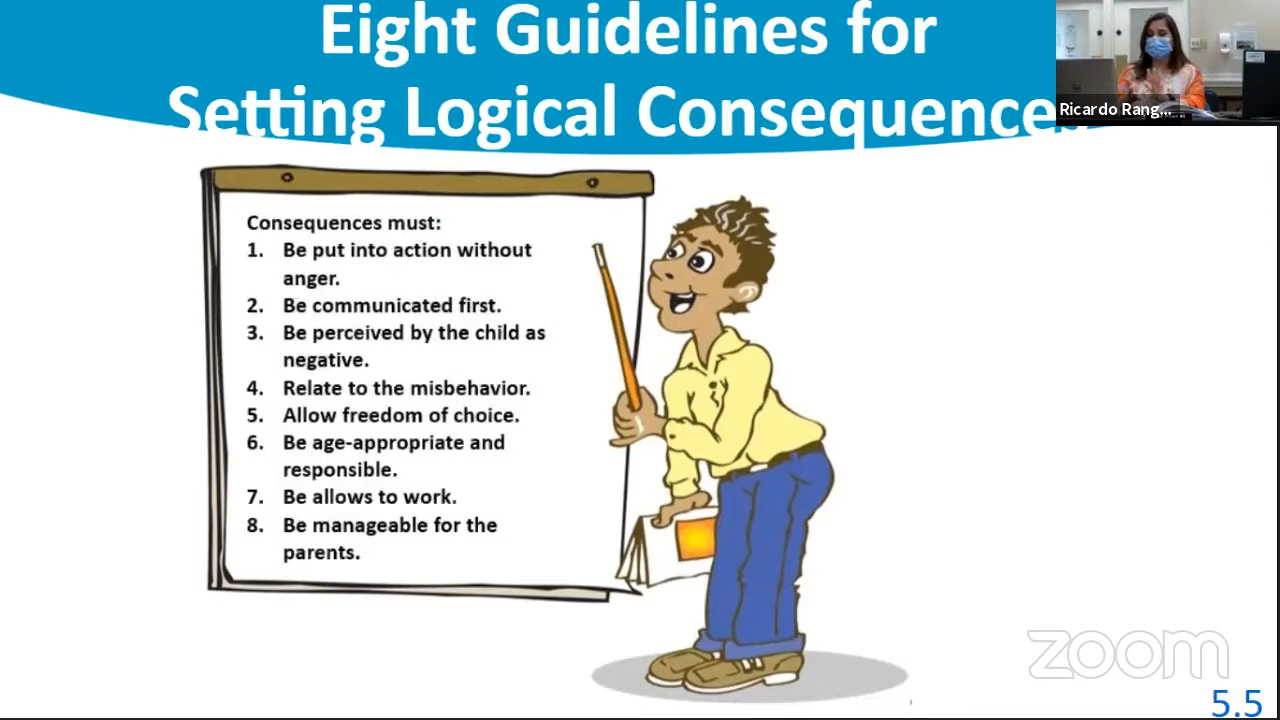 Eight Guidelines for
Setting Logical Consequences
Ricardo Rang...
Consequences must:
1. Be put into action without
anger.
2. Be communicated first.
3. Be perceived by the child as
negative.
4. Relate to the misbehavior.
5. Allow freedom of choice.
6. Be age-appropriate and
responsible.
7. Be allows to work.
8. Be manageable for the
parents.
zoom
5.5